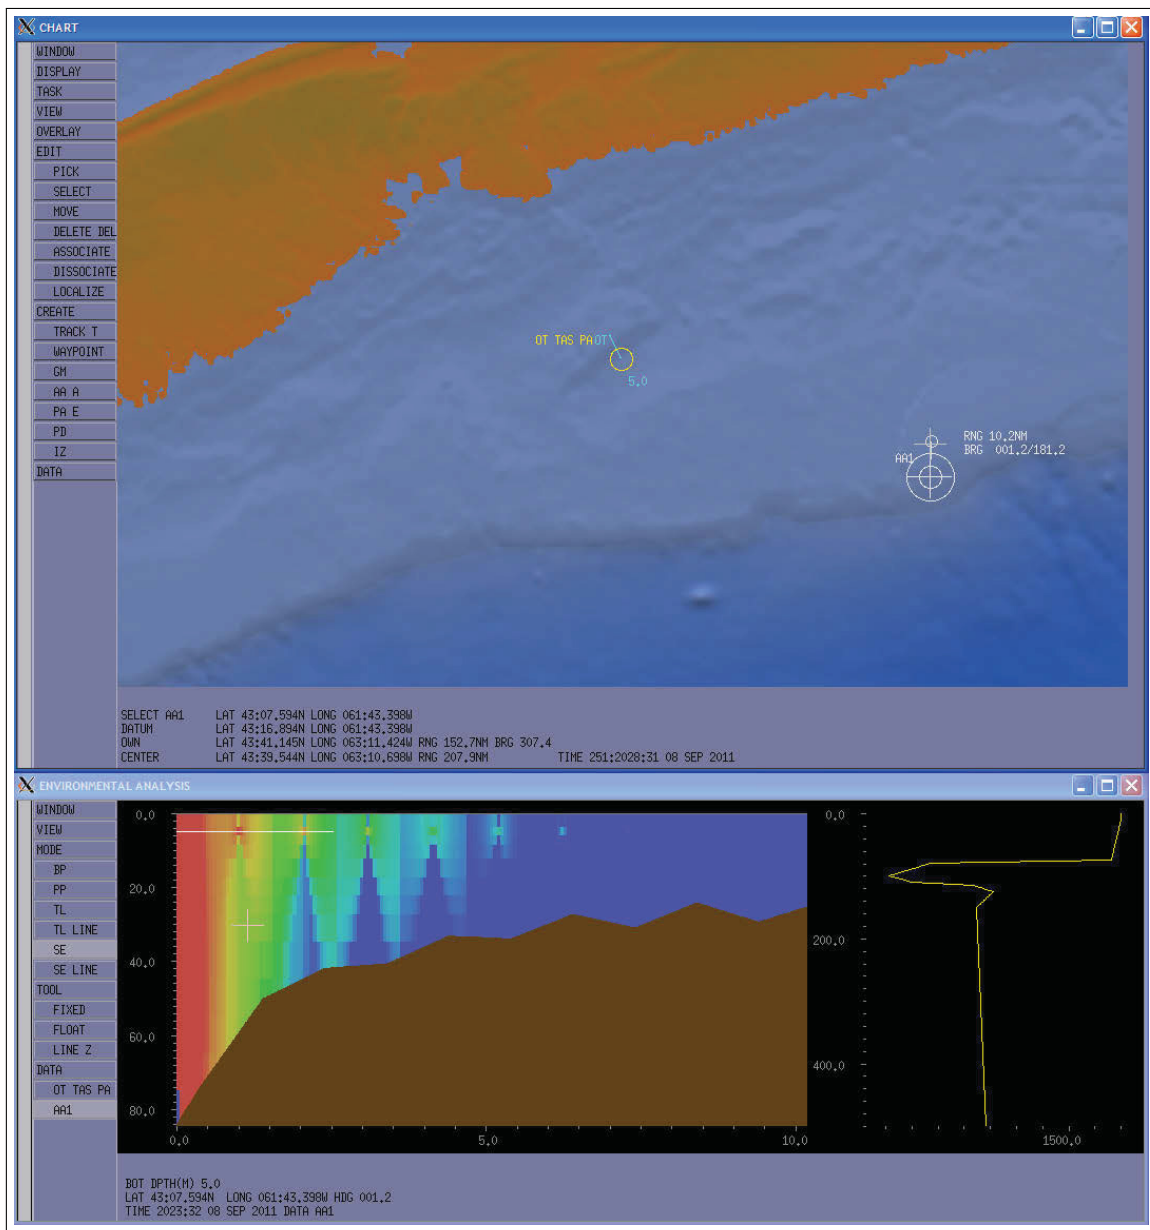 CHART
WINDOW
DISPLAY
TASK
VIEW
OVERLAY
EDIT
PICK
SELECT
MOVE
DELETE DEL
ASSOCIATE
DISSOCIATE
LOCALIZE
CREATE
TRACK T
WAYPOINT
GM
AA A
PA E
PD
IZ
DATA
OT TAS PA OT
5.0
RNG 10.2NM
BRG 001.2/181.2
AA1
SELECT AA1 LAT 43:07.594N LONG 061:43.398W
DATUM LAT 43:16.894N LONG 061:43.398W
OWN LAT 43:41.145N LONG 063:11.424W RNG 152.7NM BRG 307.4
CENTER LAT 43:39.544N LONG 063:10.698W RNG 207.9NM TIME 251:2028:31 08 SEP 2011
ENVIRONMENTAL ANALYSIS
WINDOW
VIEW
MODE
BP
PP
TL
TL LINE
SE
SE LINE
TOOL
FIXED
FLOAT
LINE Z
DATA
OT TAS PA
AA1
0.0
20.0
40.0
60.0
80.0
0.0 5.0 10.0
0.0
200.0
400.0
1500.0
BOT DPTH(M) 5.0
LAT 43:07.594N LONG 061:43.398W HDG 001.2
TIME 2023:32 08 SEP 2011 DATA AA1